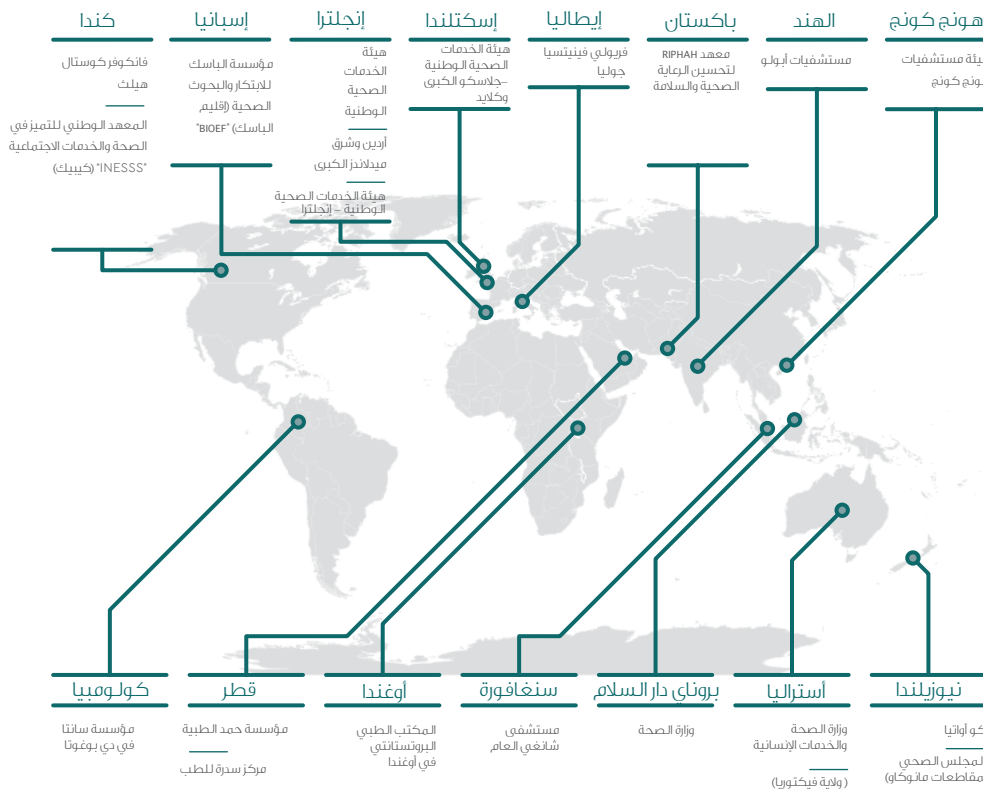 هونج كونج
يئة مستشفيات
ونج كونج
الهند
مستشفيات أبولو
باكستان
معهد RIPHAH
لتحسين الرعاية
الصحية والسلامة
إيطاليا
فريولي فينيتسيا
جوليا
إسكتلندا
هيئة الخدمات
الصحية الوطنية
–جلاسكو الكبرى
وكلايد
إنجلترا
هيئة
الخدمات
الصحية
الوطنية
أردين وشرق
ميدلاندز الكبرى
هيئة الخدمات الصحية
الوطنية – إنجلترا
إسبانيا
مؤسسة الباسك
للابتكار والبحوث
الصحية (إقليم
الباسك) "BIOEF"
كندا
فانكوفر كوستال
هيلث
المعهد الوطني للتميز في
الصحة والخدمات الاجتماعية
"INESSS" (كيبيك)
نيوزيلندا
كو أواتيا
لمجلس الصحي
مقاطعات مانوكاو)
أستراليا
وزارة الصحة
والخدمات الإنسانية
(ولاية فيكتوريا)
بروناي دار السلام
وزارة الصحة
سنغافورة
مستشفى
شانغي العام
أوغندا
المكتب الطبي
البروتستانتي
في أوغندا
قطر
مؤسسة حمد الطبية
مركز سدرة للطب
كولومبيا
مؤسسة سانتا
في دي بوغوتا